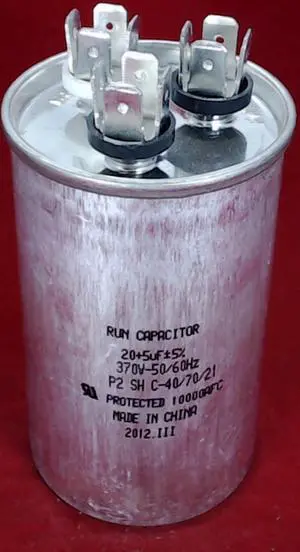 RUN CAPACITOR
20+5uF±5%
370V~50/60Hz
P2 SH C-40/70/21
PROTECTED 10000AFC
MADE IN CHINA
2012.III